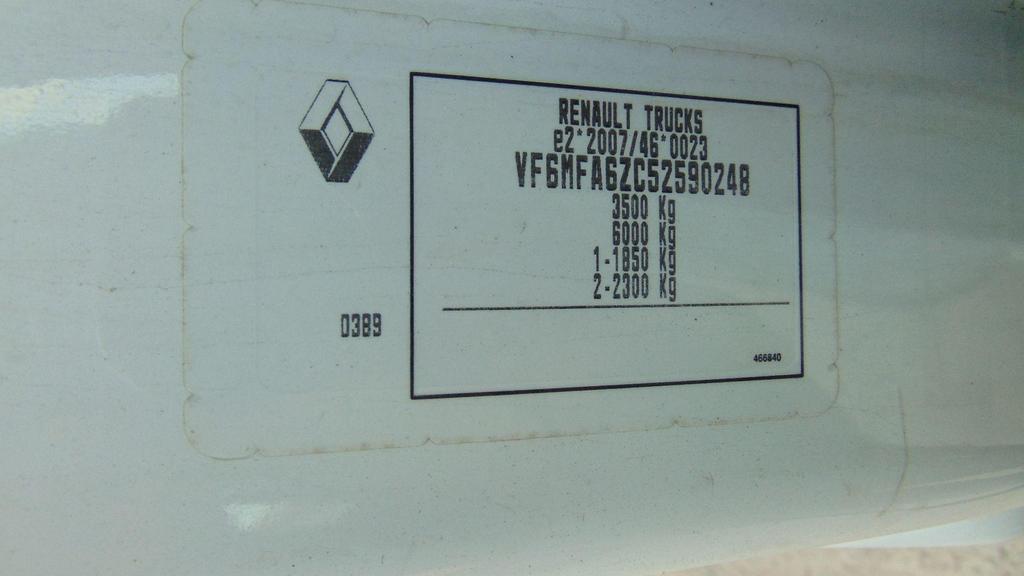 RENAULT TRUCKS
e2*2007/46*0023
VF6MFA6ZC52590248
3500 Kg
6000 Kg
1-1850 Kg
2-2300 Kg
0389
466840